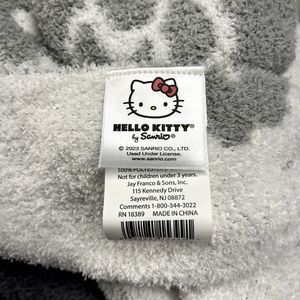 HELLO KITTY®
by Sanrio®
© 2023 SANRIO CO., LTD.
Used Under License.
www.sanrio.com
100% POLYESTER
Not for children under 3 years.
Jay Franco & Sons, Inc.
115 Kennedy Drive
Sayreville, NJ 08872
Comments 1-800-344-3022
RN 18389 MADE IN CHINA